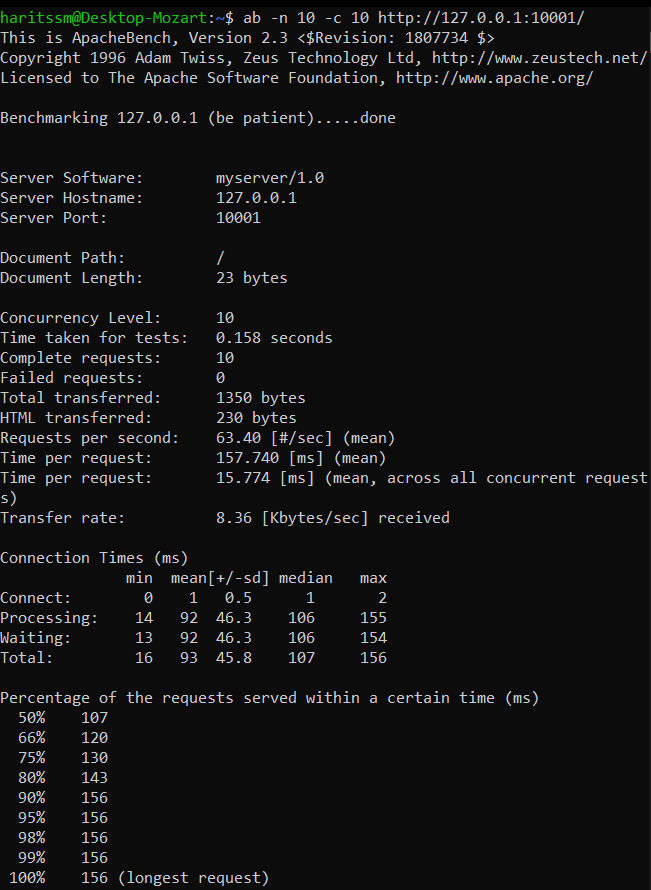 haritssm@Desktop-Mozart:~$ ab -n 10 -c 10 http://127.0.0.1:10001/
This is ApacheBench, Version 2.3 <$Revision: 1807734 $>
Copyright 1996 Adam Twiss, Zeus Technology Ltd, http://www.zeustech.net/
Licensed to The Apache Software Foundation, http://www.apache.org/

Benchmarking 127.0.0.1 (be patient).....done


Server Software:        myserver/1.0
Server Hostname:        127.0.0.1
Server Port:            10001

Document Path:          /
Document Length:        23 bytes

Concurrency Level:      10
Time taken for tests:   0.158 seconds
Complete requests:      10
Failed requests:        0
Total transferred:      1350 bytes
HTML transferred:       230 bytes
Requests per second:    63.40 [#/sec] (mean)
Time per request:       157.740 [ms] (mean)
Time per request:       15.774 [ms] (mean, across all concurrent request
s)
Transfer rate:          8.36 [Kbytes/sec] received

Connection Times (ms)
              min  mean[+/-sd] median   max
Connect:        0    1   0.5      1       2
Processing:    14   92  46.3    106     155
Waiting:       13   92  46.3    106     154
Total:         16   93  45.8    107     156

Percentage of the requests served within a certain time (ms)
  50%    107
  66%    120
  75%    130
  80%    143
  90%    156
  95%    156
  98%    156
  99%    156
 100%    156 (longest request)